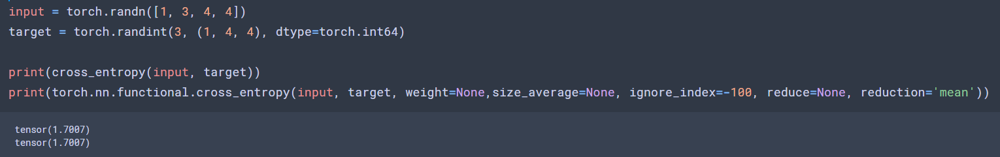 input = torch.randn([1, 3, 4, 4])
target = torch.randint(3, (1, 4, 4), dtype=torch.int64)
print(cross_entropy(input, target))
print(torch.nn.functional.cross_entropy(input, target, weight=None,size_average=None, ignore_index=-100, reduce=None, reduction='mean'))
tensor(1.7007)
tensor(1.7007)